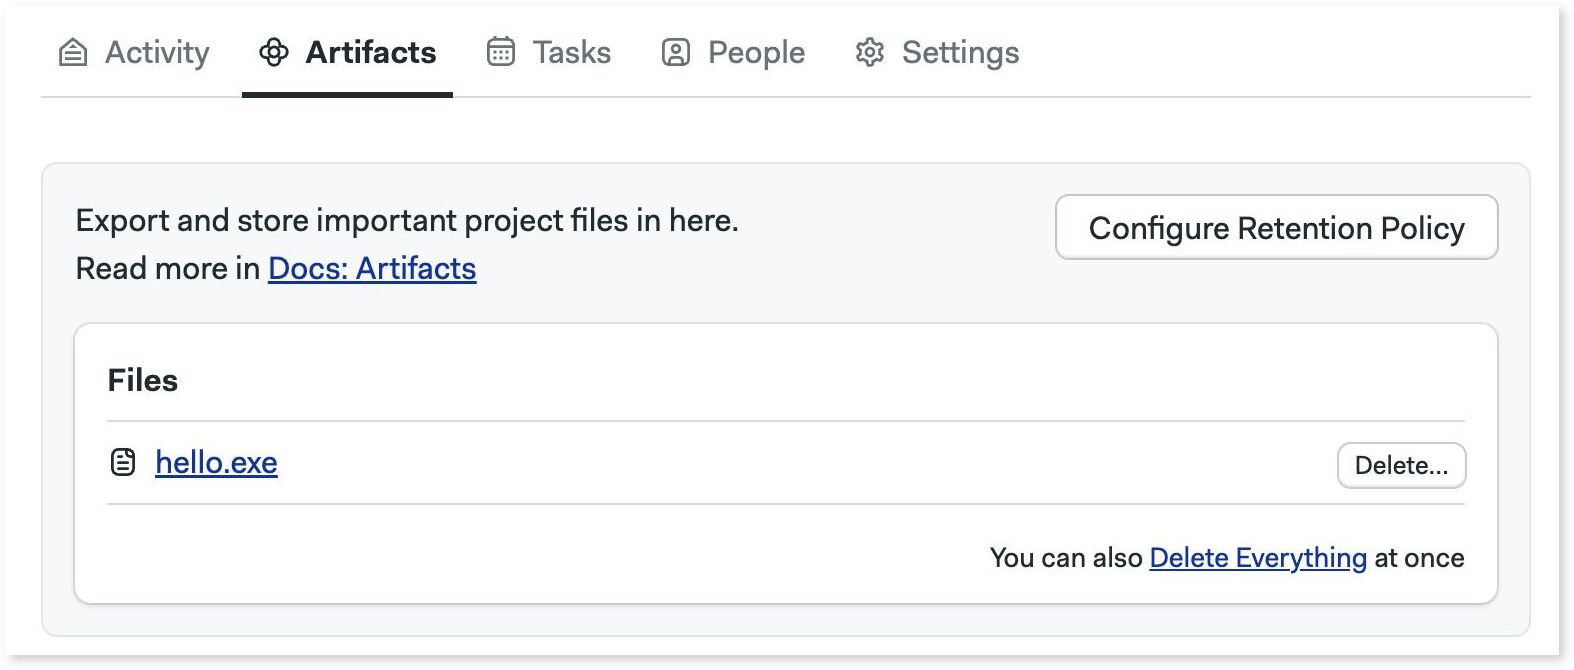 Activity Artifacts Tasks People Settings
Export and store important project files in here.
Read more in Docs: Artifacts
Configure Retention Policy
Files
hello.exe
Delete...
You can also Delete Everything at once